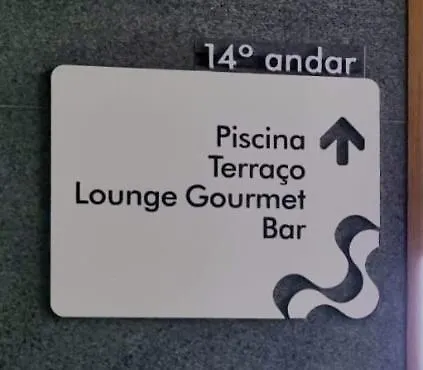 14º andar
Piscina
Terraço
Lounge Gourmet
Bar